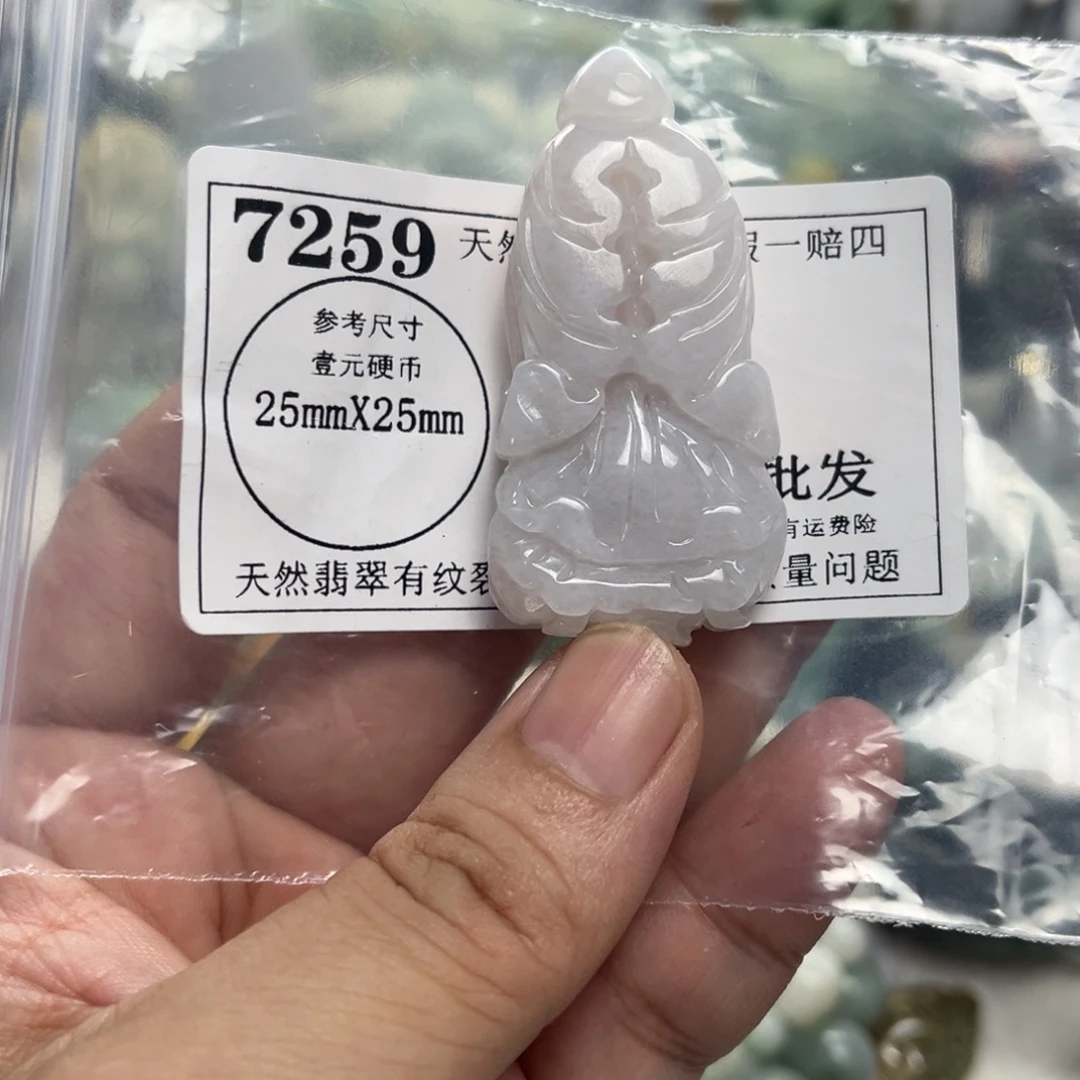 7259 天然 一赔四
参考尺寸
壹元硬币
25mmX25mm
批发
有运费险
天然翡翠有纹裂 量问题